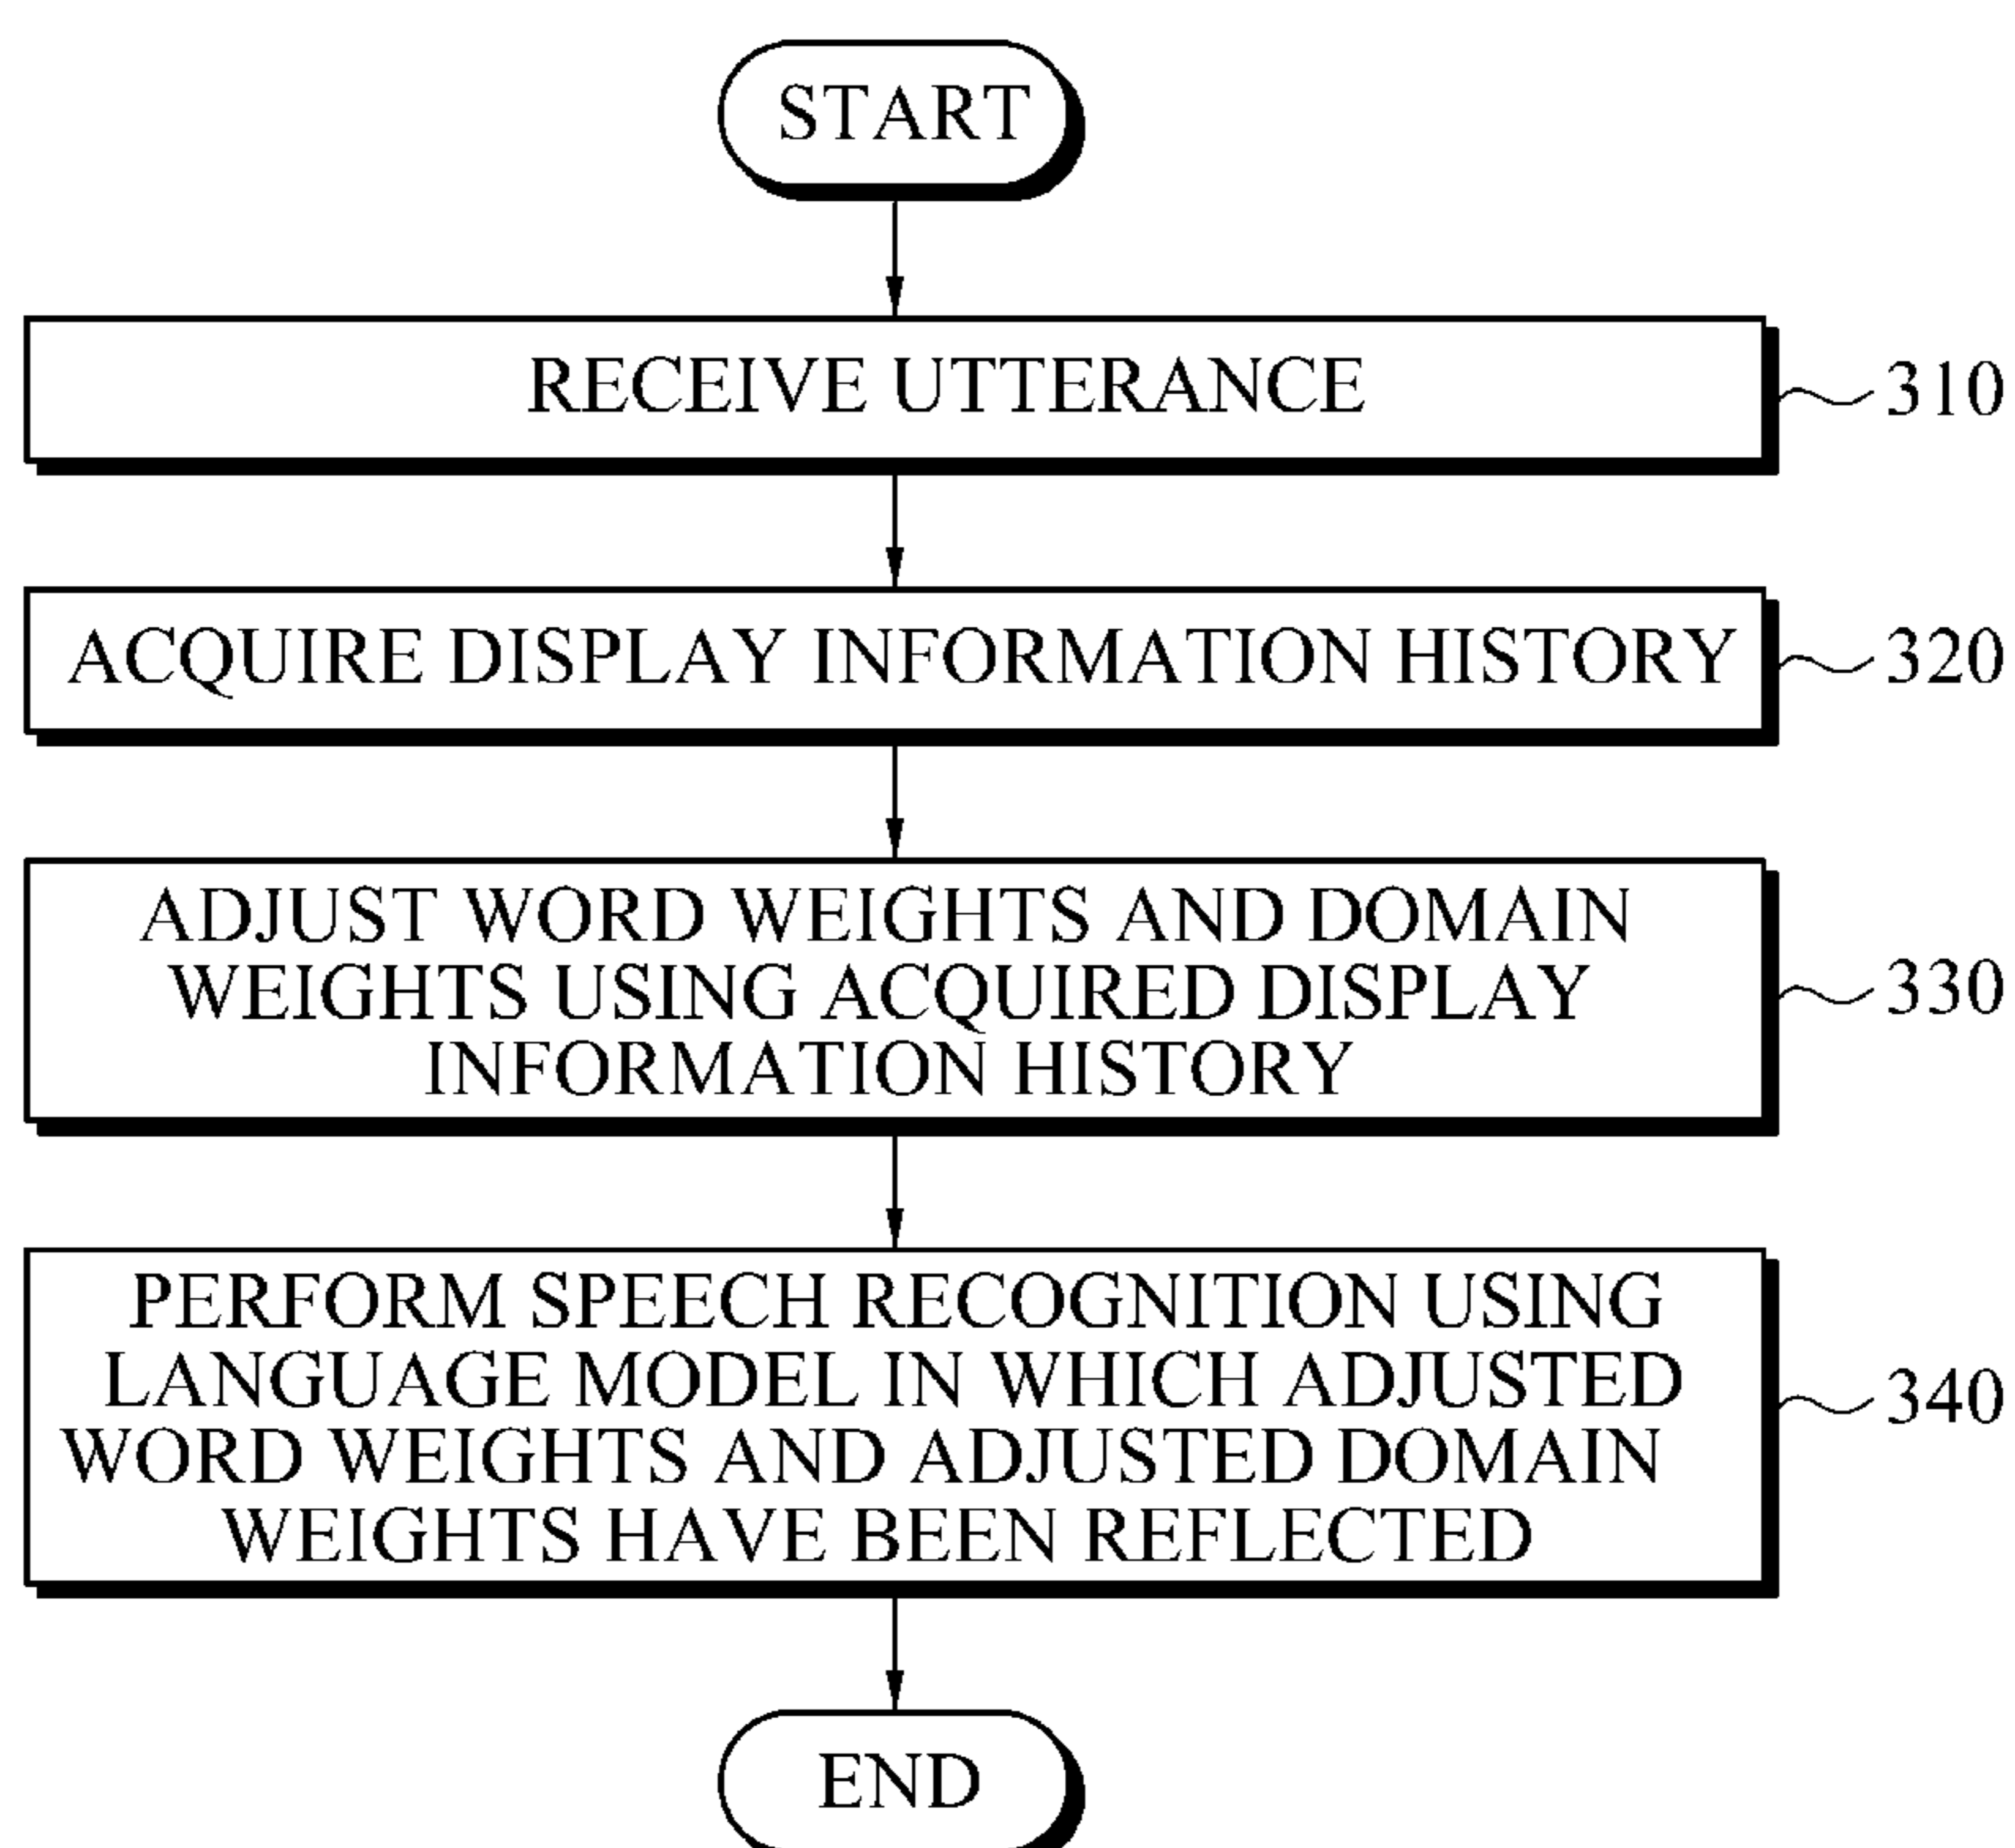 START
RECEIVE UTTERANCE
310
ACQUIRE DISPLAY INFORMATION HISTORY
320
ADJUST WORD WEIGHTS AND DOMAIN
WEIGHTS USING ACQUIRED DISPLAY
INFORMATION HISTORY
330
PERFORM SPEECH RECOGNITION USING
LANGUAGE MODEL IN WHICH ADJUSTED
WORD WEIGHTS AND ADJUSTED DOMAIN
WEIGHTS HAVE BEEN REFLECTED
340
END